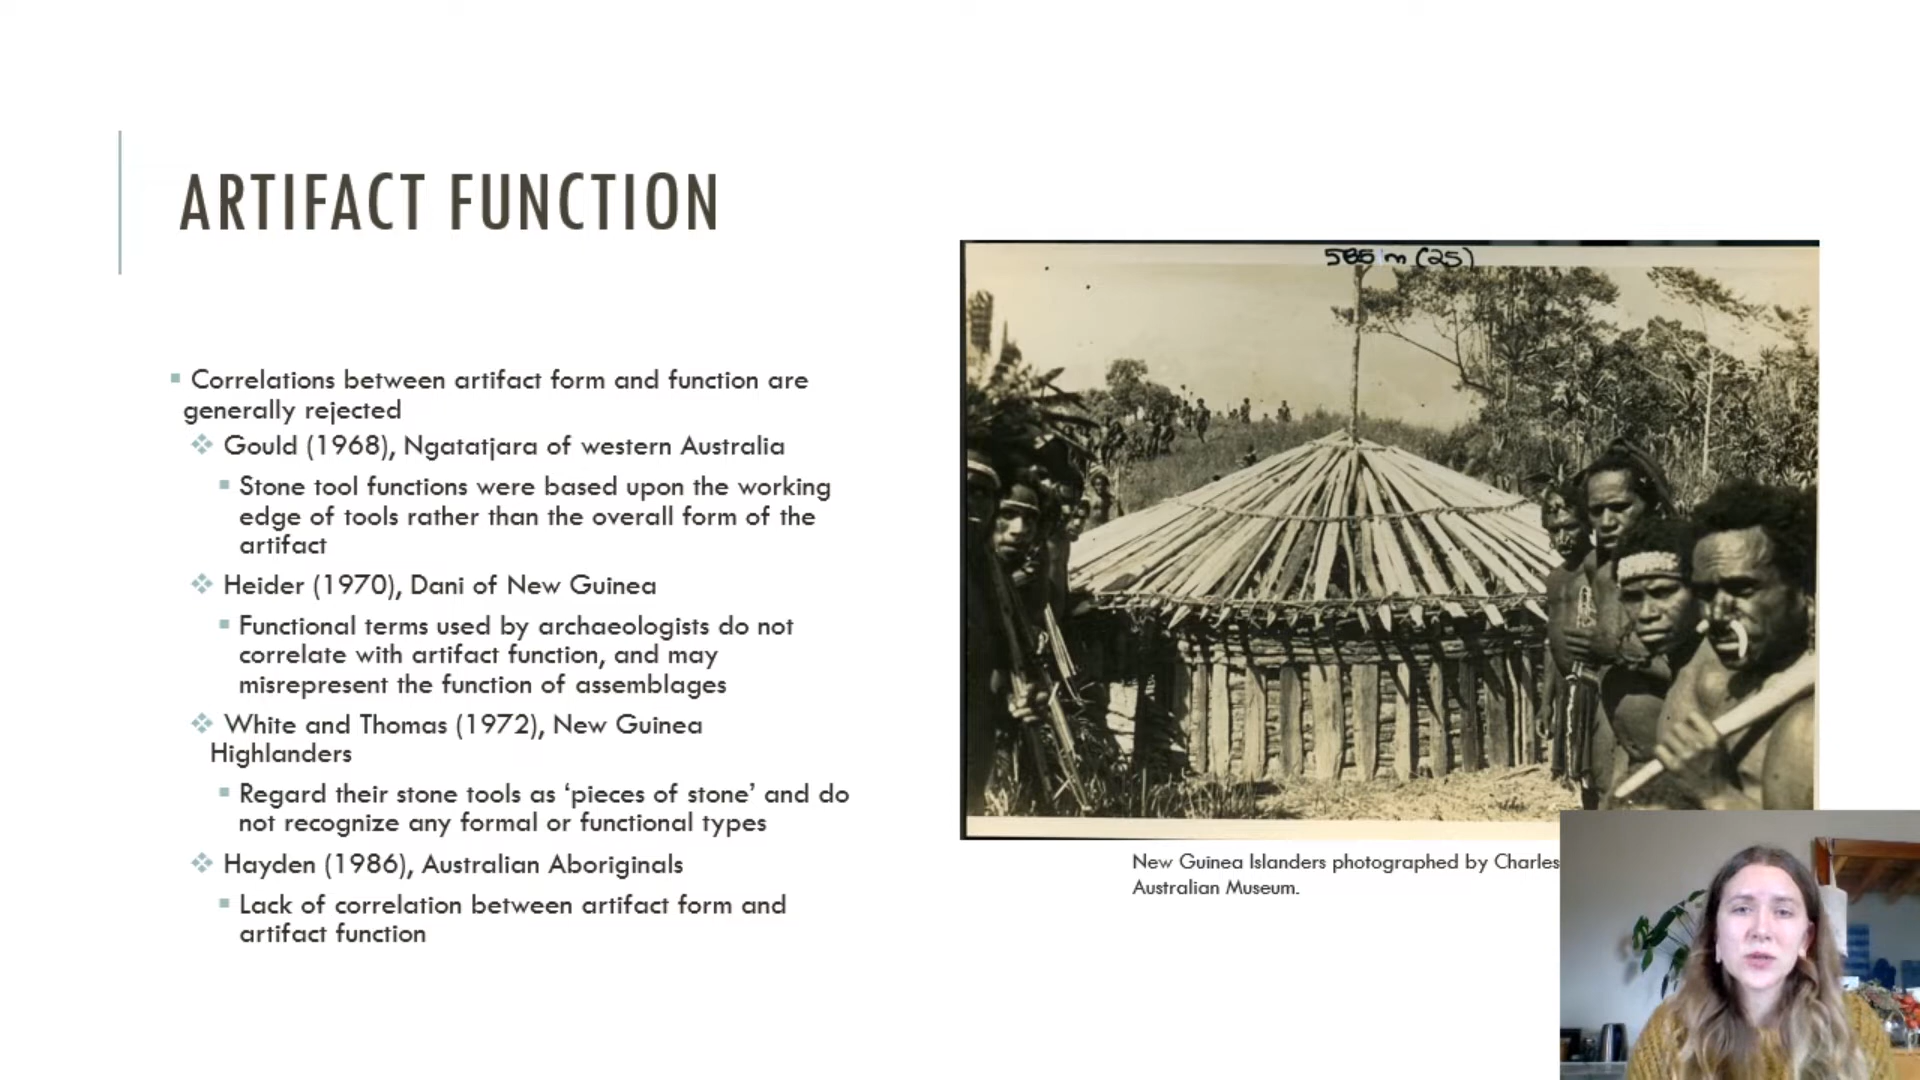 ARTIFACT FUNCTION
Correlations between artifact form and function are
generally rejected
Gould (1968), Ngatatjara of western Australia
Stone tool functions were based upon the working
edge of tools rather than the overall form of the
artifact
Heider (1970), Dani of New Guinea
Functional terms used by archaeologists do not
correlate with artifact function, and may
misrepresent the function of assemblages
White and Thomas (1972), New Guinea
Highlanders
Regard their stone tools as ‘pieces of stone’ and do
not recognize any formal or functional types
Hayden (1986), Australian Aboriginals
Lack of correlation between artifact form and
artifact function
m (25)
New Guinea Islanders photographed by Charles
Australian Museum.